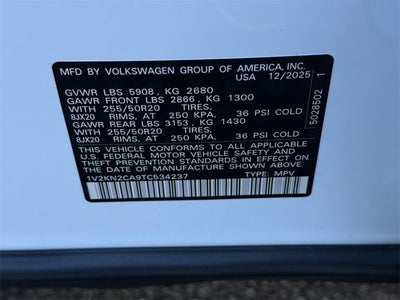 MFD BY VOLKSWAGEN GROUP OF AMERICA, INC.
USA 12/2025
GVWR LBS 5908, KG 2680
GAWR FRONT LBS 2866, KG 1300
WITH 255/50R20 TIRES,
8JX20 RIMS, AT 250 KPA, 36 PSI COLD
GAWR REAR LBS 3153, KG 1430
WITH 255/50R20 TIRES,
8JX20 RIMS, AT 250 KPA, 36 PSI COLD
THIS VEHICLE CONFORMS TO ALL APPLICABLE
U.S. FEDERAL MOTOR VEHICLE SAFETY AND
THEFT PREVENTION STANDARDS IN EFFECT ON
THE DATE OF MANUFACTURE SHOWN ABOVE.
1V2KN2CA9TC534237 TYPE: MPV
5028502 1